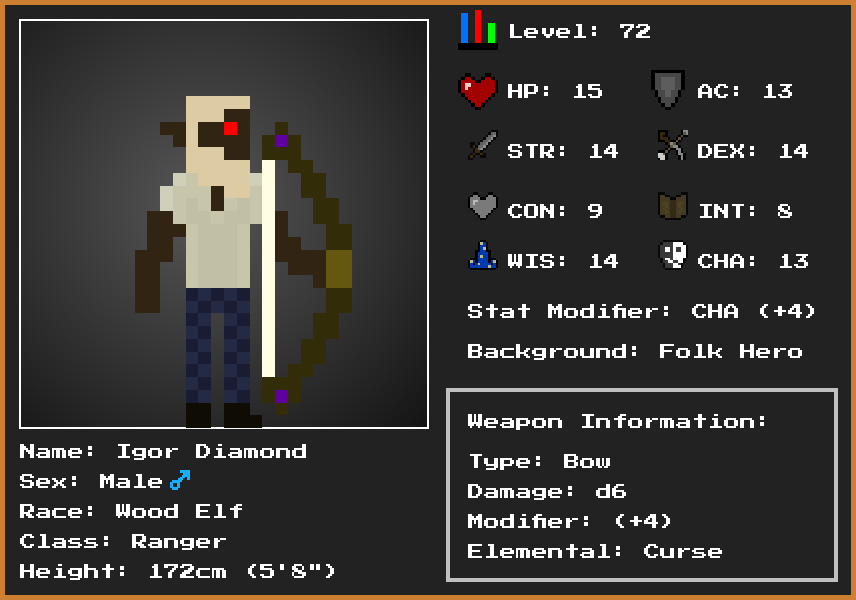 Level: 72
HP: 15
AC: 13
STR: 14
DEX: 14
CON: 9
INT: 8
WIS: 14
CHA: 13
Stat Modifier: CHA (+4)
Background: Folk Hero
Weapon Information:
Type: Bow
Damage: d6
Modifier: (+4)
Elemental: Curse
Name: Igor Diamond
Sex: Male♂
Race: Wood Elf
Class: Ranger
Height: 172cm (5'8")